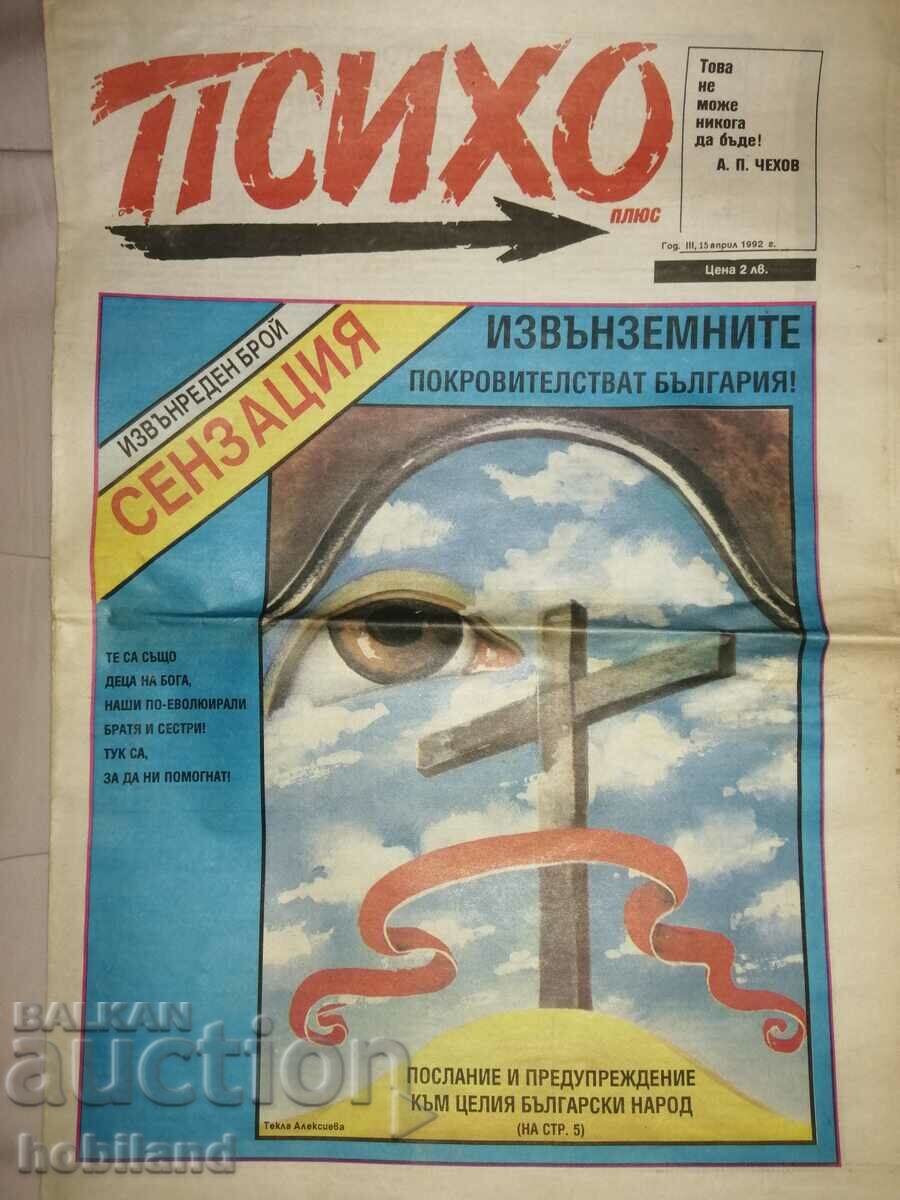 ПСИХО
плюс
Това
не
може
никога
да бъде!
А. П. ЧЕХОВ
Год. III, 15 април 1992 г.
Цена 2 лв.
ИЗВЪНРЕДЕН БРОЙ
СЕНЗАЦИЯ
ИЗВЪНЗЕМНИТЕ
ПОКРОВИТЕЛСТВАТ БЪЛГАРИЯ!
ТЕ СА СЪЩО
ДЕЦА НА БОГА,
НАШИ ПО-ЕВОЛЮИРАЛИ
БРАТЯ И СЕСТРИ!
ТУК СА,
ЗА ДА НИ ПОМОГНАТ!
ПОСЛАНИЕ И ПРЕДУПРЕЖДЕНИЕ
КЪМ ЦЕЛИЯ БЪЛГАРСКИ НАРОД
(НА СТР. 5)
Текла Алексиева
BALKAN
auction
hobiland